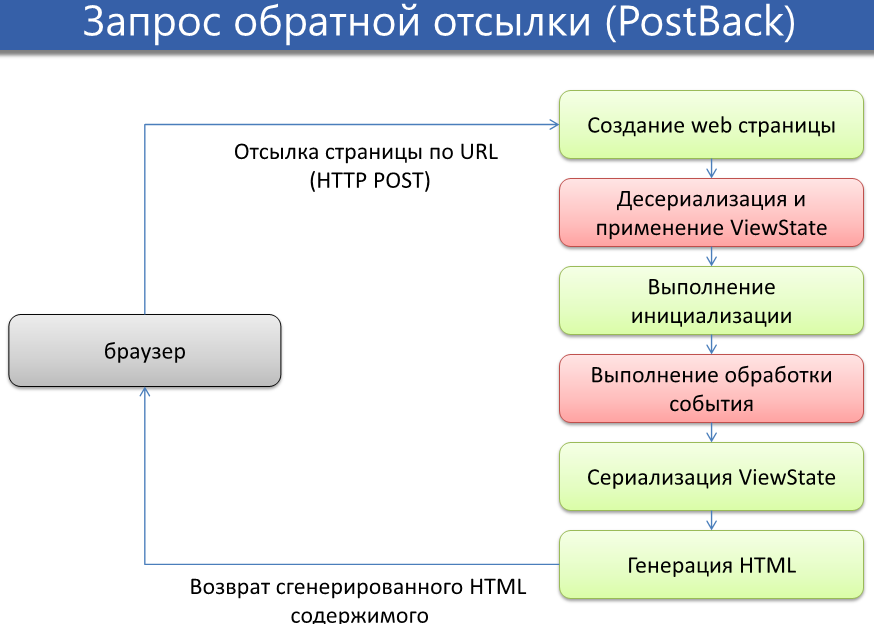 Запрос обратной отсылки (PostBack)
Создание web страницы
Отсылка страницы по URL
(HTTP POST)
Десериализация и
применение ViewState
Выполнение
инициализации
браузер
Выполнение обработки
события
Сериализация ViewState
Генерация HTML
Возврат сгенерированного HTML
содержимого